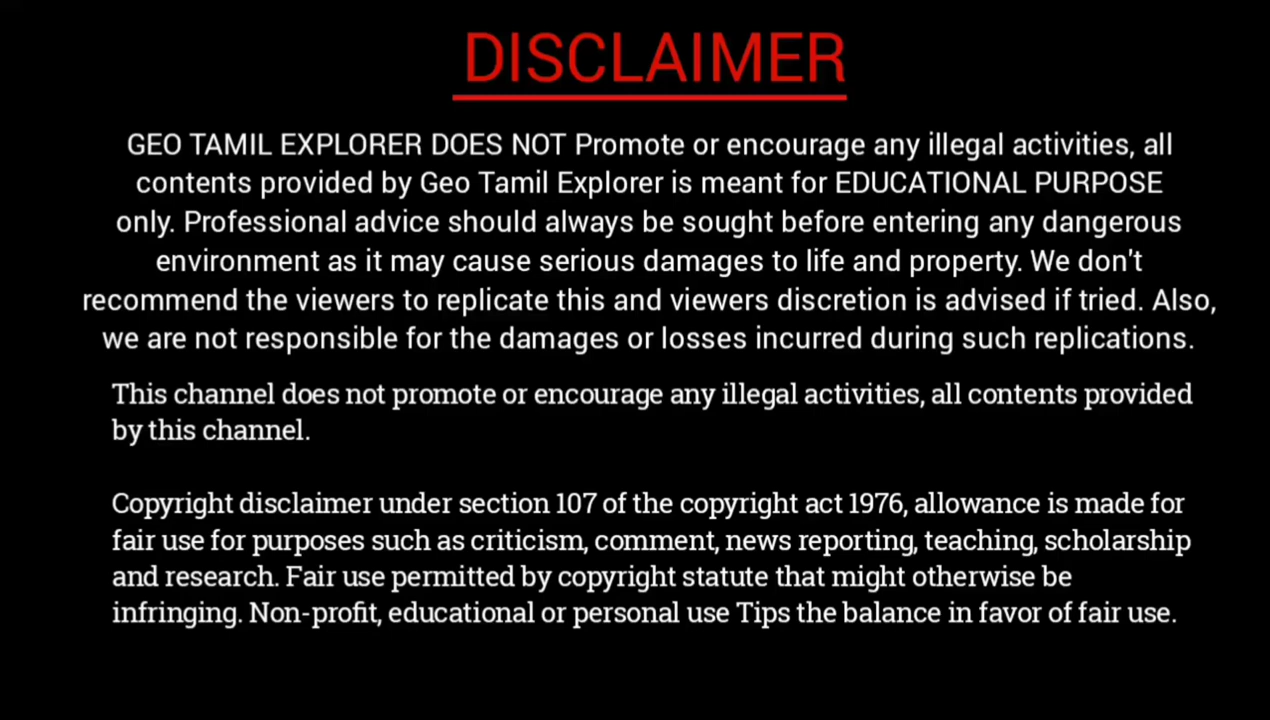 DISCLAIMER
GEO TAMIL EXPLORER DOES NOT Promote or encourage any illegal activities, all
contents provided by Geo Tamil Explorer is meant for EDUCATIONAL PURPOSE
only. Professional advice should always be sought before entering any dangerous
environment as it may cause serious damages to life and property. We don't
recommend the viewers to replicate this and viewers discretion is advised if tried. Also,
we are not responsible for the damages or losses incurred during such replications.
This channel does not promote or encourage any illegal activities, all contents provided
by this channel.
Copyright disclaimer under section 107 of the copyright act 1976, allowance is made for
fair use for purposes such as criticism, comment, news reporting, teaching, scholarship
and research. Fair use permitted by copyright statute that might otherwise be
infringing. Non-profit, educational or personal use Tips the balance in favor of fair use.